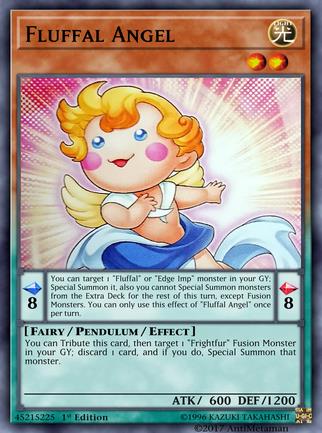 Fluffal Angel
LIGHT
光
You can target 1 "Fluffal" or "Edge Imp" monster in your GY;
Special Summon it, also you cannot Special Summon monsters
from the Extra Deck for the rest of this turn, except Fusion
Monsters. You can only use this effect of "Fluffal Angel" once
per turn.
8
8
[ Fairy / Pendulum / Effect ]
You can Tribute this card, then target 1 "Frightfur" Fusion Monster
in your GY; discard 1 card, and if you do, Special Summon that
monster.
ATK/ 600 DEF/1200
45215225
1st Edition
©1996 KAZUKI TAKAHASHI
©2017 AntiMetaman